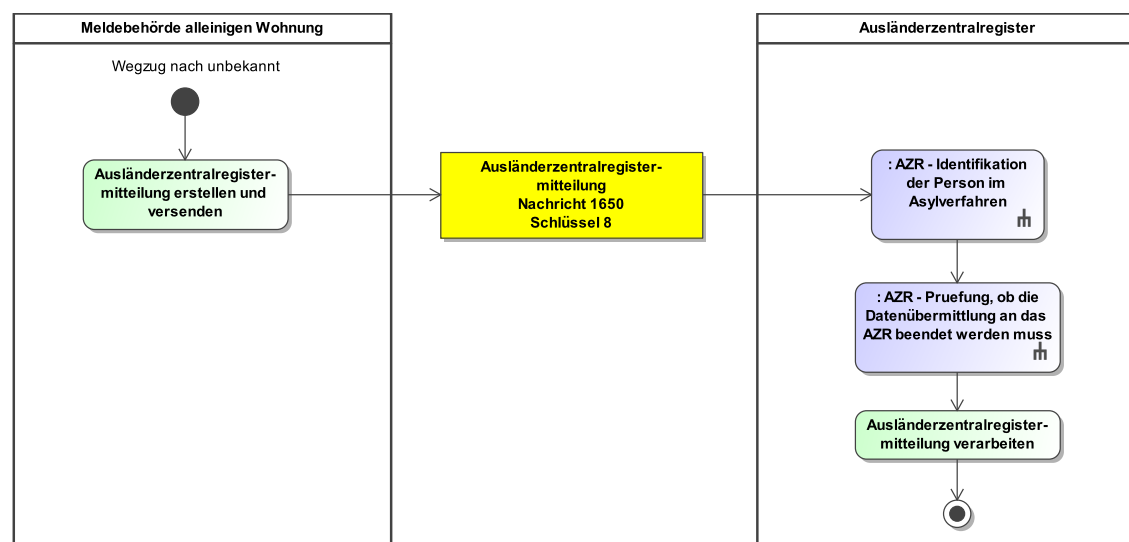 Meldebehörde alleinigen Wohnung
Ausländerzentralregister
Wegzug nach unbekannt
Ausländerzentralregister-
mitteilung erstellen und
versenden
Ausländerzentralregister-
mitteilung
Nachricht 1650
Schlüssel 8
: AZR - Identifikation
der Person im
Asylverfahren
: AZR - Pruefung, ob die
Datenübermittlung an das
AZR beendet werden muss
Ausländerzentralregister-
mitteilung verarbeiten